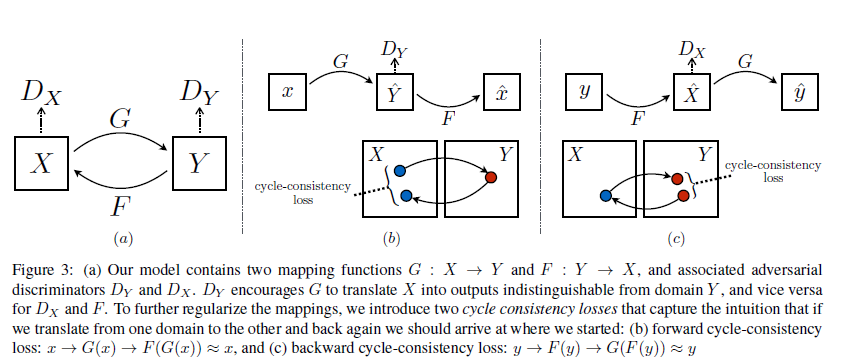 D_X
D_Y
G
X
Y
F
(a)
D_Y
G
x
Ŷ
x̂
F
X
Y
cycle-consistency
loss
(b)
D_X
G
y
X̂
ŷ
F
X
Y
cycle-consistency
loss
(c)
Figure 3: (a) Our model contains two mapping functions G : X → Y and F : Y → X, and associated adversarial
discriminators D_Y and D_X. D_Y encourages G to translate X into outputs indistinguishable from domain Y, and vice versa
for D_X and F. To further regularize the mappings, we introduce two cycle consistency losses that capture the intuition that if
we translate from one domain to the other and back again we should arrive at where we started: (b) forward cycle-consistency
loss: x → G(x) → F(G(x)) ≈ x, and (c) backward cycle-consistency loss: y → F(y) → G(F(y)) ≈ y